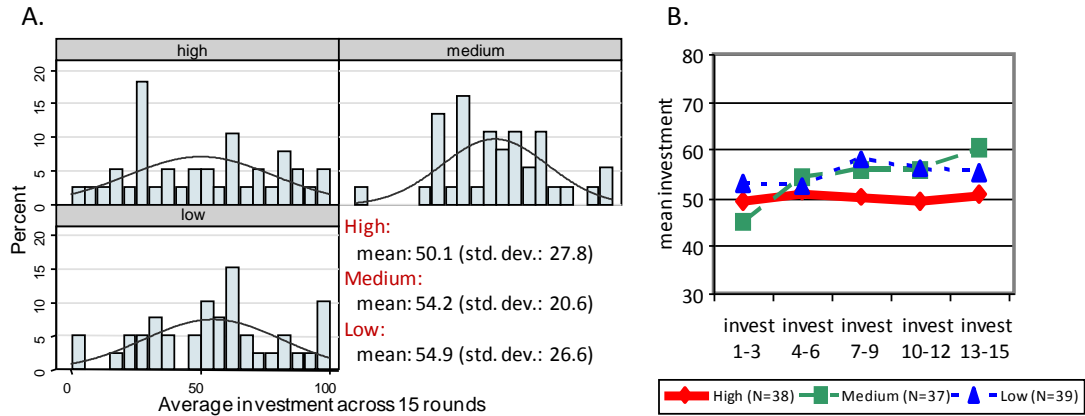 A.
high
medium
Percent
20
15
10
5
0
low
20
15
10
5
0
0
50
100
Average investment across 15 rounds
High:
mean: 50.1 (std. dev.: 27.8)
Medium:
mean: 54.2 (std. dev.: 20.6)
Low:
mean: 54.9 (std. dev.: 26.6)
B.
mean investment
80
70
60
50
40
30
invest invest invest invest invest
1-3 4-6 7-9 10-12 13-15
High (N=38) Medium (N=37) Low (N=39)